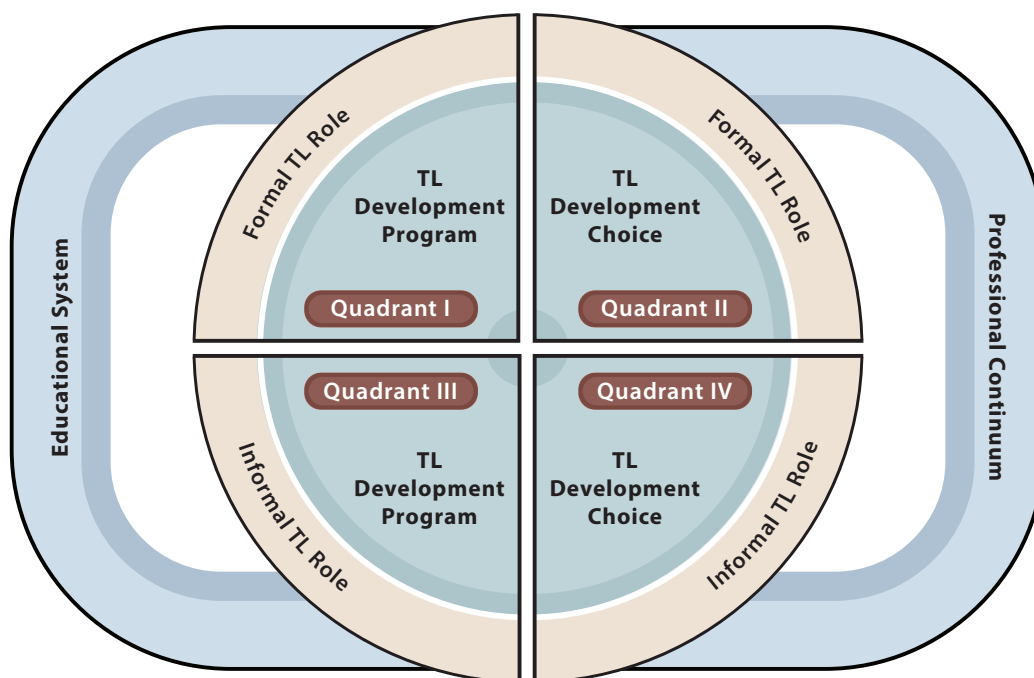 Educational System
Formal TL Role
TL
Development
Program
Quadrant I
Formal TL Role
TL
Development
Choice
Quadrant II
Informal TL Role
Quadrant III
TL
Development
Program
Informal TL Role
Quadrant IV
TL
Development
Choice
Professional Continuum